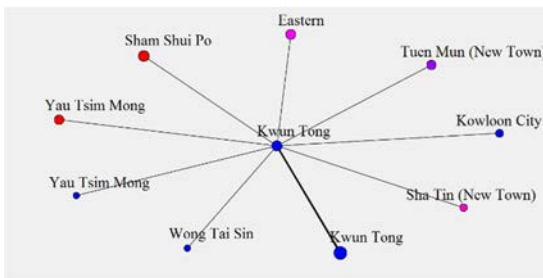 Eastern
Sham Shui Po
Tuen Mun (New Town)
Yau Tsim Mong
Kwun Tong
Kowloon City
Yau Tsim Mong
Sha Tin (New Town)
Wong Tai Sin
Kwun Tong